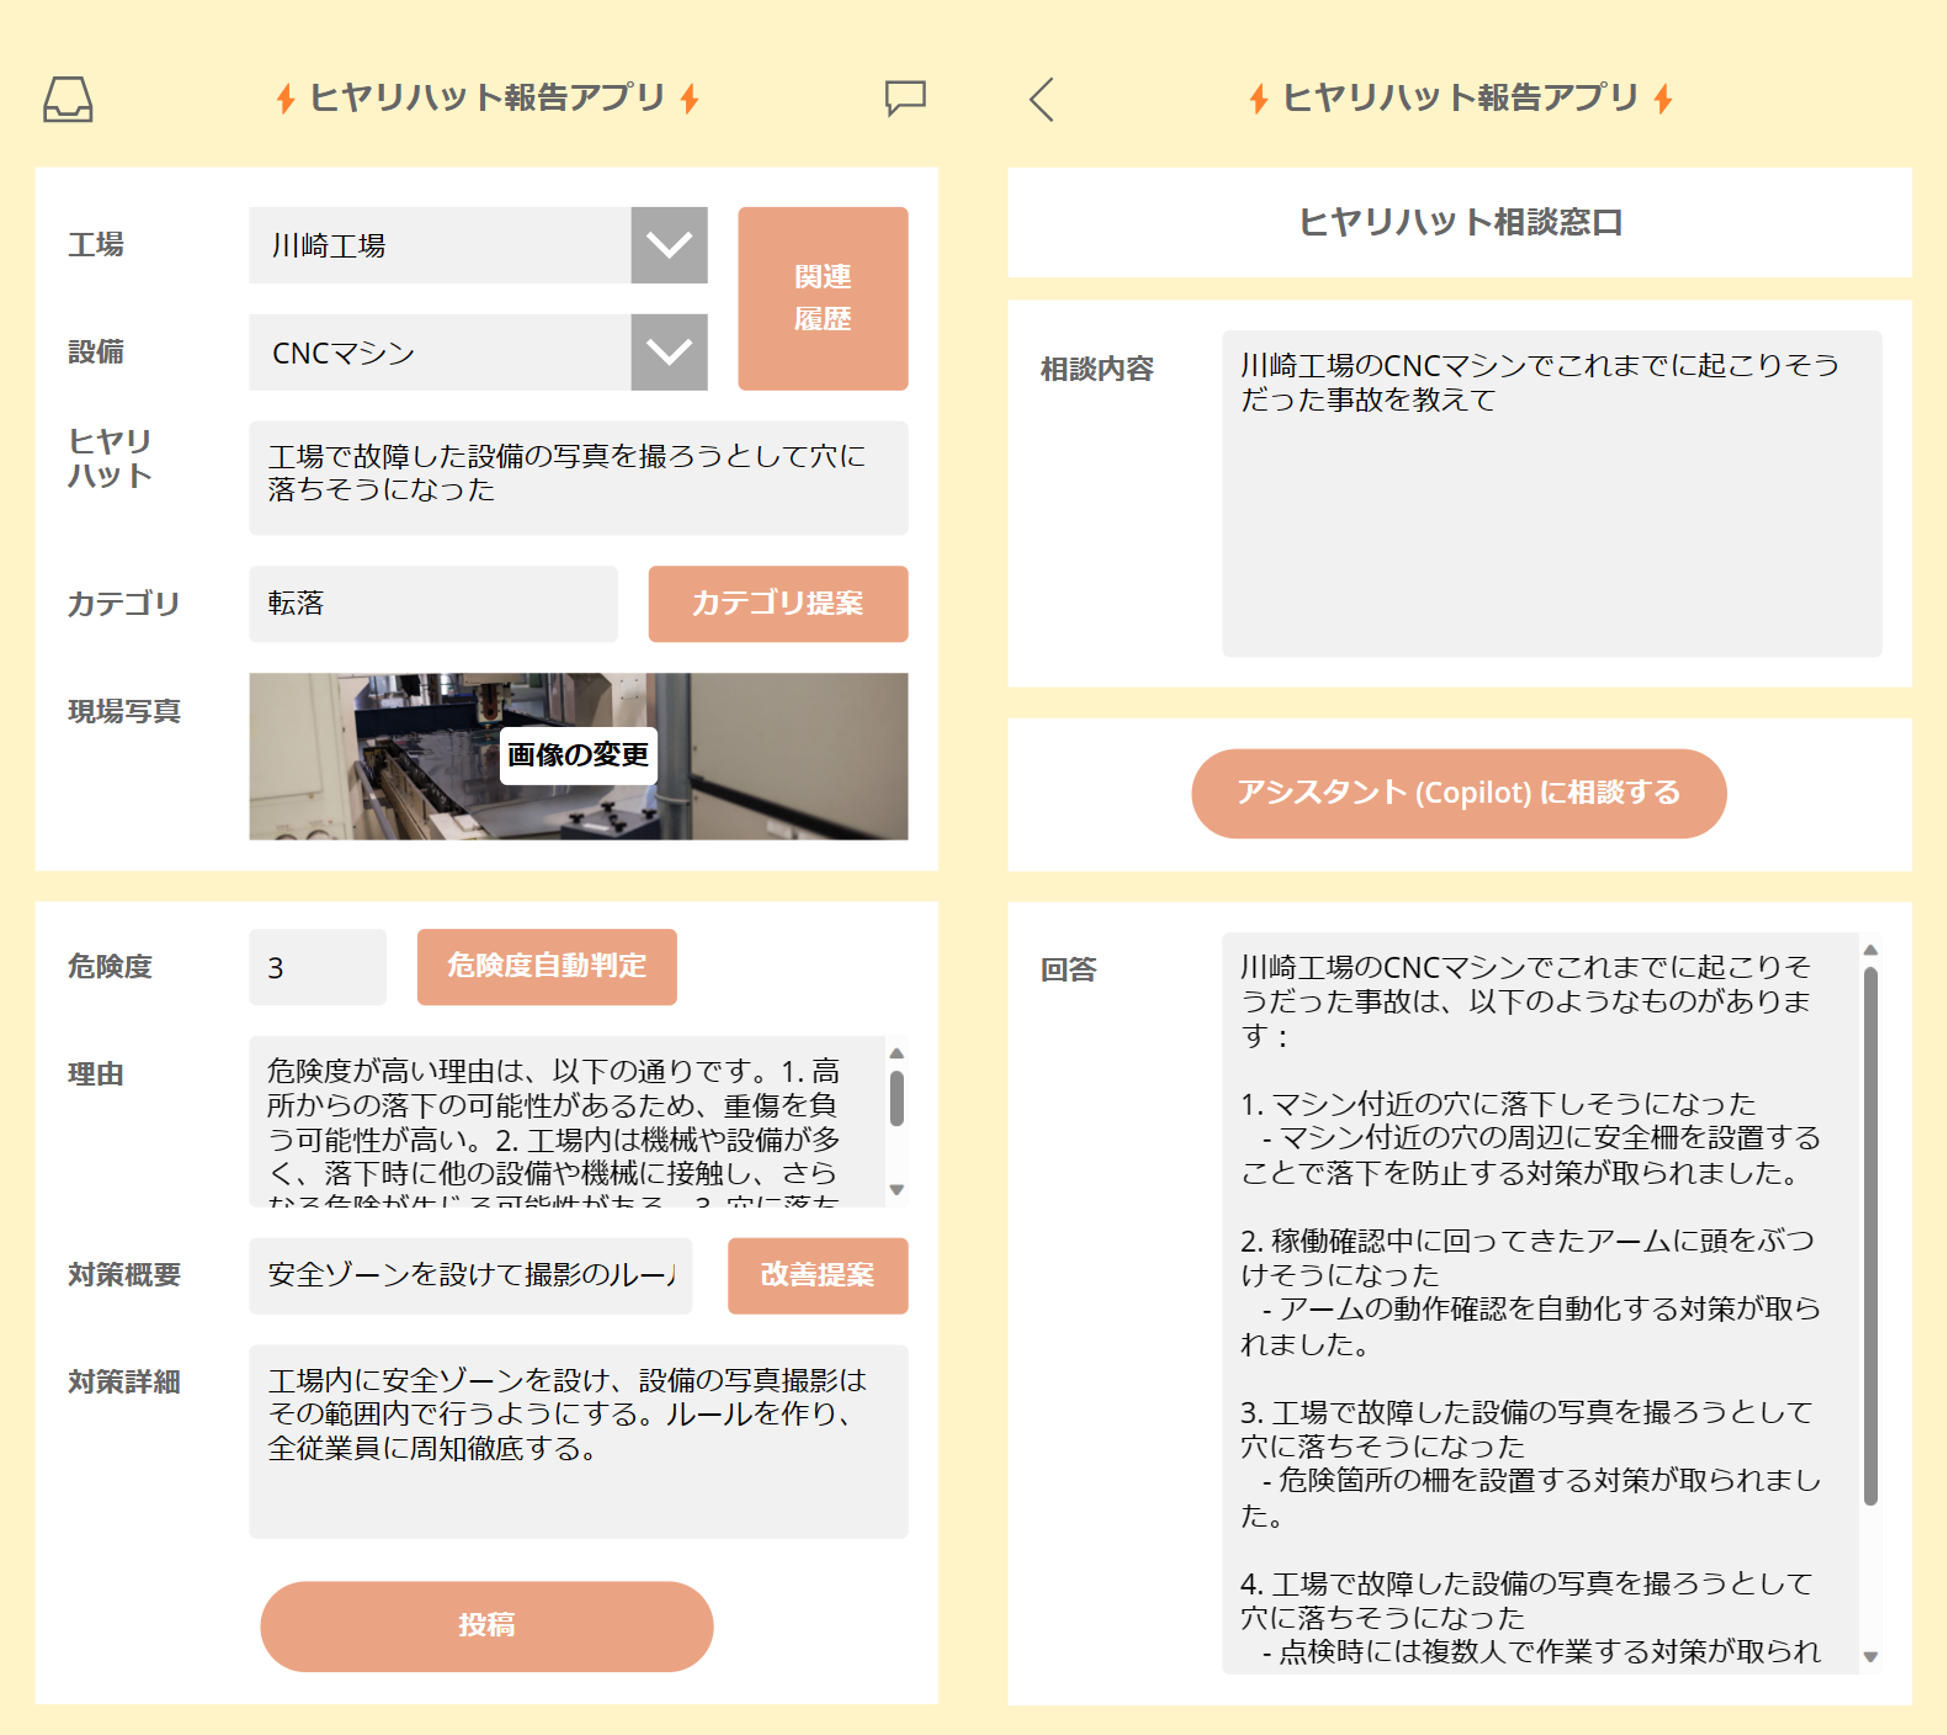 ヒヤリハット報告アプリ
工場
川崎工場
関連
履歴
設備
CNCマシン
ヒヤリ
ハット
工場で故障した設備の写真を撮ろうとして穴に
落ちそうになった
カテゴリ
転落
カテゴリ提案
現場写真
画像の変更
危険度
3
危険度自動判定
理由
危険度が高い理由は、以下の通りです。1. 高
所からの落下の可能性があるため、重傷を負
う可能性が高い。2. 工場内は機械や設備が多
く、落下時に他の設備や機械に接触し、さら
なる危険が生じる可能性がある。3. 穴に落ち
対策概要
安全ゾーンを設けて撮影のルール
改善提案
対策詳細
工場内に安全ゾーンを設け、設備の写真撮影は
その範囲内で行うようにする。ルールを作り、
全従業員に周知徹底する。
投稿
ヒヤリハット報告アプリ
ヒヤリハット相談窓口
相談内容
川崎工場のCNCマシンでこれまでに起こりそう
だった事故を教えて
アシスタント (Copilot) に相談する
回答
川崎工場のCNCマシンでこれまでに起こりそ
うだった事故は、以下のようなものがありま
す：
1. マシン付近の穴に落下しそうになった
- マシン付近の穴の周辺に安全柵を設置する
ことで落下を防止する対策が取られました。
2. 稼働確認中に回ってきたアームに頭をぶつ
けそうになった
- アームの動作確認を自動化する対策が取ら
れました。
3. 工場で故障した設備の写真を撮ろうとして
穴に落ちそうになった
- 危険箇所の柵を設置する対策が取られまし
た。
4. 工場で故障した設備の写真を撮ろうとして
穴に落ちそうになった
- 点検時には複数人で作業する対策が取られ